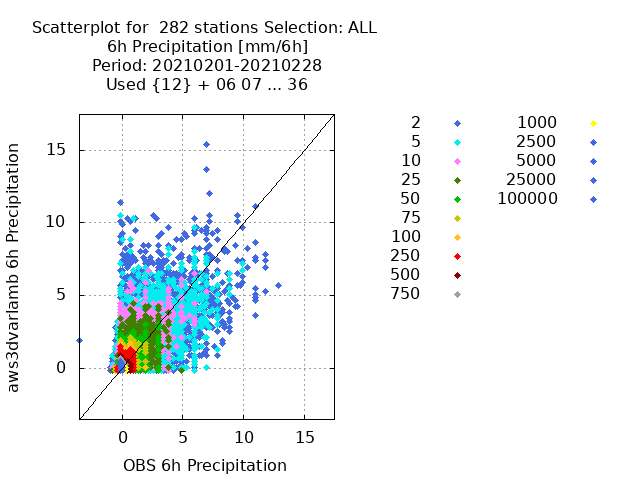 Scatterplot for  282 stations Selection: ALL
6h Precipitation [mm/6h]
Period: 20210201-20210228
Used {12} + 06 07 ... 36
aws3dvarlamb 6h Precipitation
15
10
5
0
0 5 10 15
OBS 6h Precipitation
2
5
10
25
50
75
100
250
500
750
1000
2500
5000
25000
100000